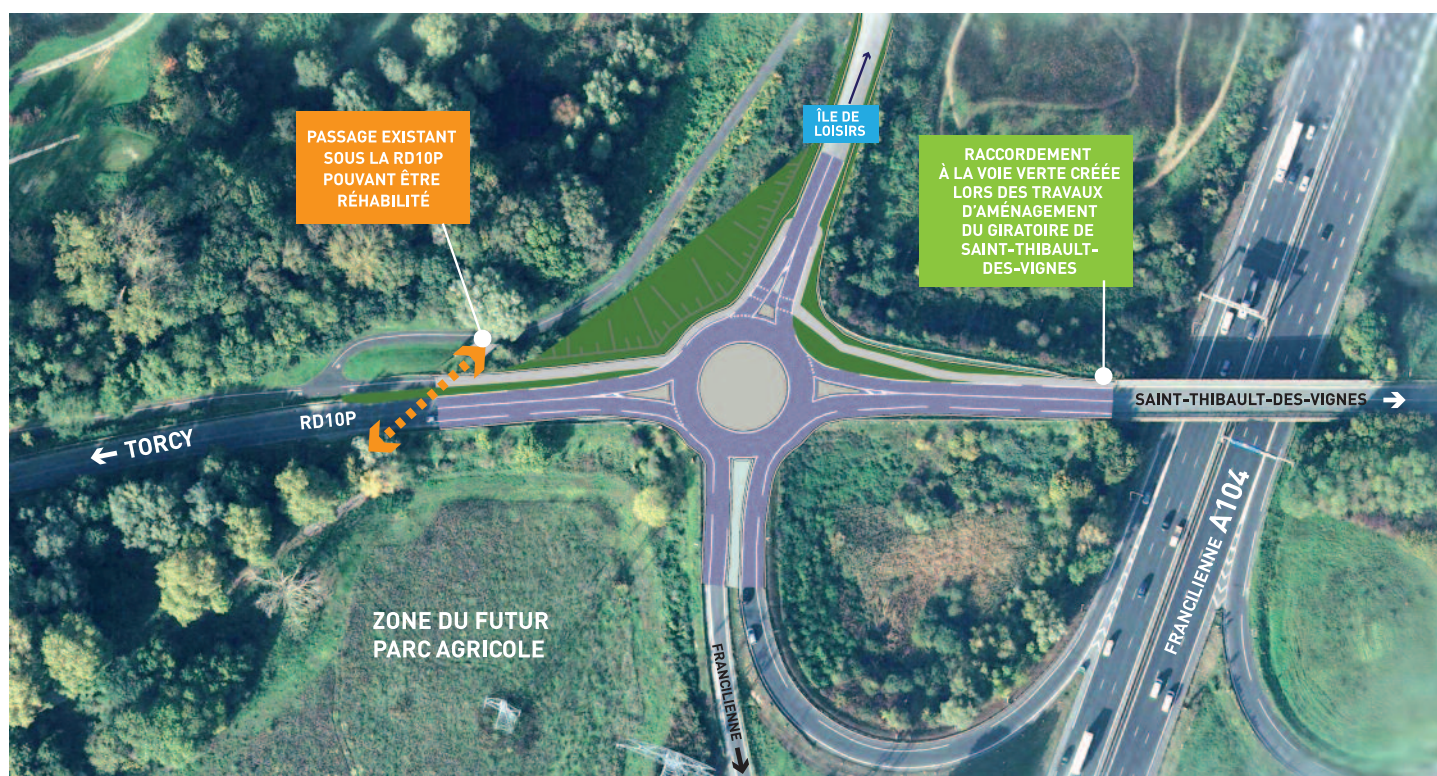 PASSAGE EXISTANT
SOUS LA RD10P
POUVANT ÊTRE
RÉHABILITÉ
ÎLE DE
LOISIRS
RACCORDEMENT
À LA VOIE VERTE CRÉÉE
LORS DES TRAVAUX
D'AMÉNAGEMENT
DU GIRATOIRE DE
SAINT-THIBAULT-
DES-VIGNES
SAINT-THIBAULT-DES-VIGNES
RD10P
TORCY
FRANCILIENNE A104
ZONE DU FUTUR
PARC AGRICOLE
FRANCILIENNE